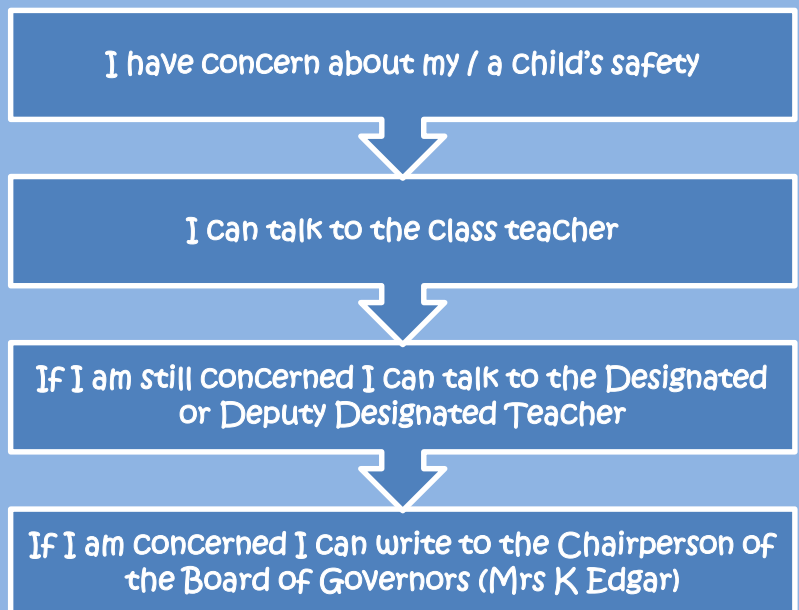 I have concern about my / a child's safety
I can talk to the class teacher
If I am still concerned I can talk to the Designated
or Deputy Designated Teacher
If I am concerned I can write to the Chairperson of
the Board of Governors (Mrs K Edgar)